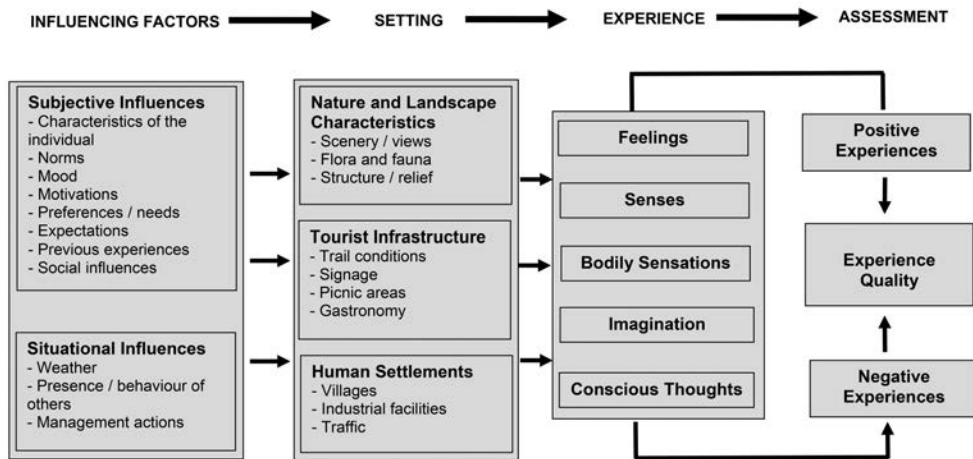 INFLUENCING FACTORS SETTING EXPERIENCE ASSESSMENT
Subjective Influences
- Characteristics of the
individual
- Norms
- Mood
- Motivations
- Preferences / needs
- Expectations
- Previous experiences
- Social influences
Situational Influences
- Weather
- Presence / behaviour of
others
- Management actions
Nature and Landscape
Characteristics
- Scenery / views
- Flora and fauna
- Structure / relief
Tourist Infrastructure
- Trail conditions
- Signage
- Picnic areas
- Gastronomy
Human Settlements
- Villages
- Industrial facilities
- Traffic
Feelings
Senses
Bodily Sensations
Imagination
Conscious Thoughts
Positive
Experiences
Experience
Quality
Negative
Experiences